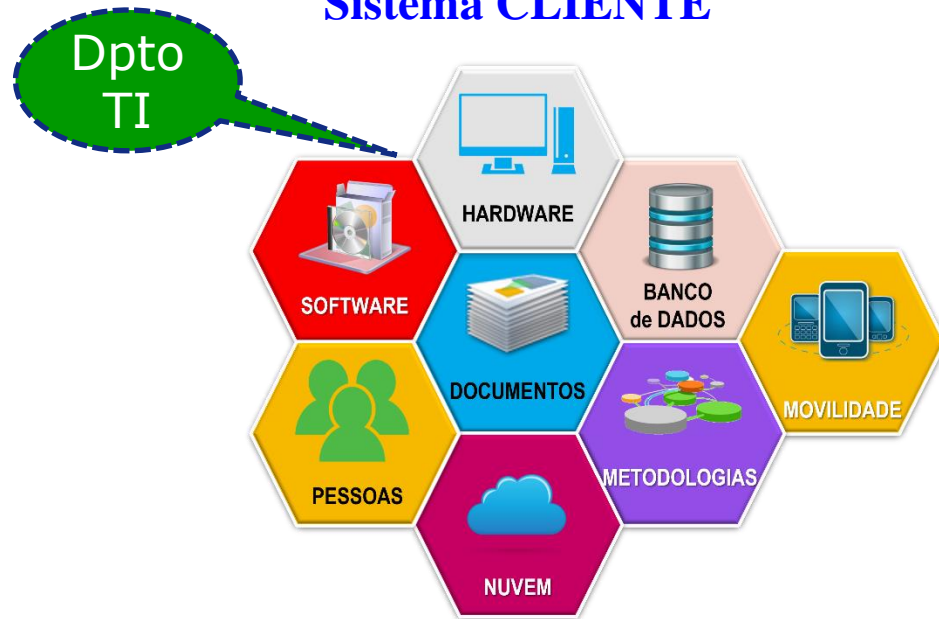 Sistema CLIENTE
Dpto
TI
HARDWARE
SOFTWARE
BANCO
de DADOS
DOCUMENTOS
MOVILIDADE
PESSOAS
METODOLOGIAS
NUVEM